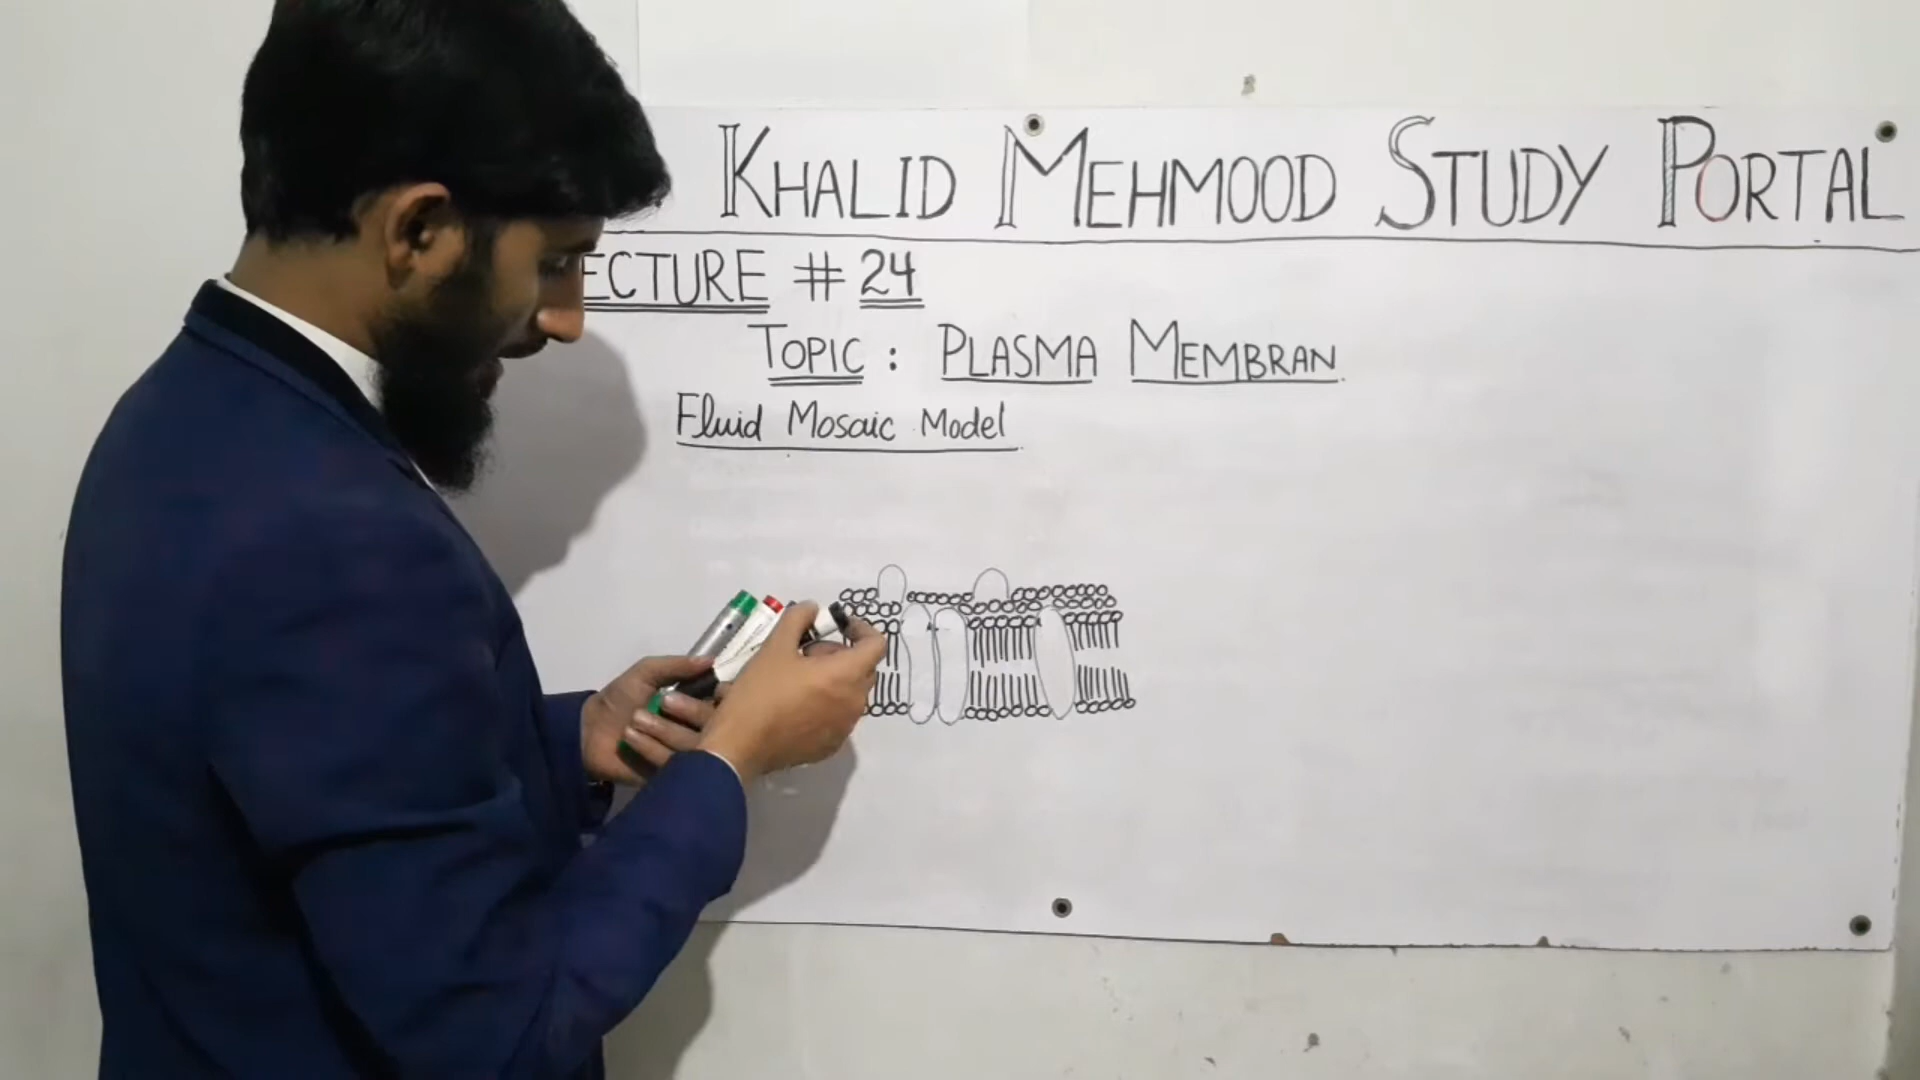 KHALID MEHMOOD STUDY PORTAL
ECTURE # 24
TOPIC : PLASMA MEMBRAN
Fluid Mosaic Model